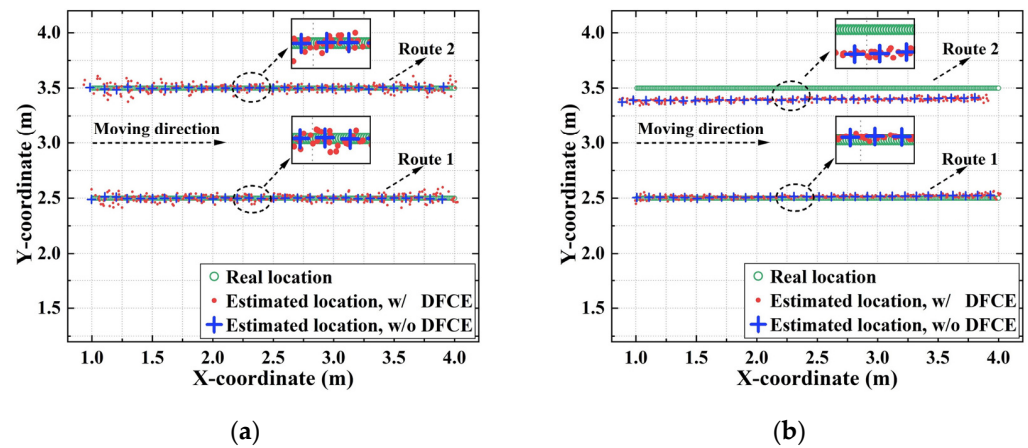 4.0
3.5
3.0
2.5
2.0
1.5
Y-coordinate (m)
Route 2
Moving direction
Route 1
Real location
Estimated location, w/ DFCE
Estimated location, w/o DFCE
1.0 1.5 2.0 2.5 3.0 3.5 4.0
X-coordinate (m)
(a)
4.0
3.5
3.0
2.5
2.0
1.5
Y-coordinate (m)
Route 2
Moving direction
Route 1
Real location
Estimated location, w/ DFCE
Estimated location, w/o DFCE
1.0 1.5 2.0 2.5 3.0 3.5 4.0
X-coordinate (m)
(b)